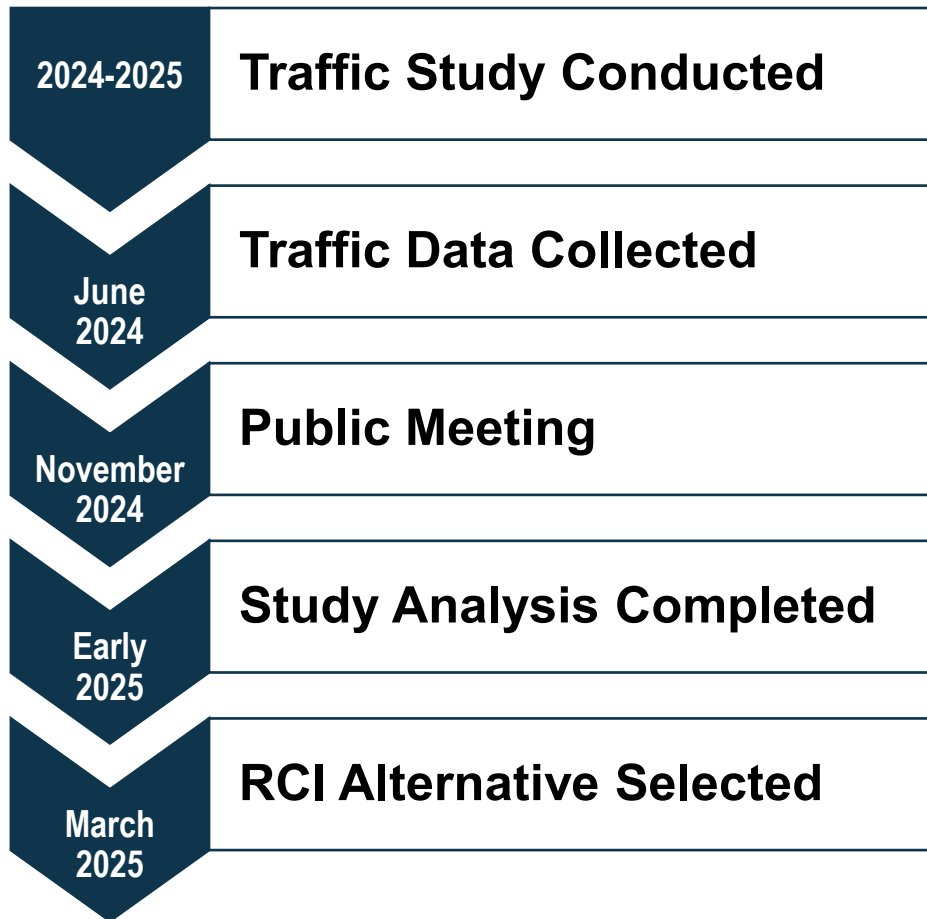 2024-2025
Traffic Study Conducted
June
2024
Traffic Data Collected
November
2024
Public Meeting
Early
2025
Study Analysis Completed
March
2025
RCI Alternative Selected